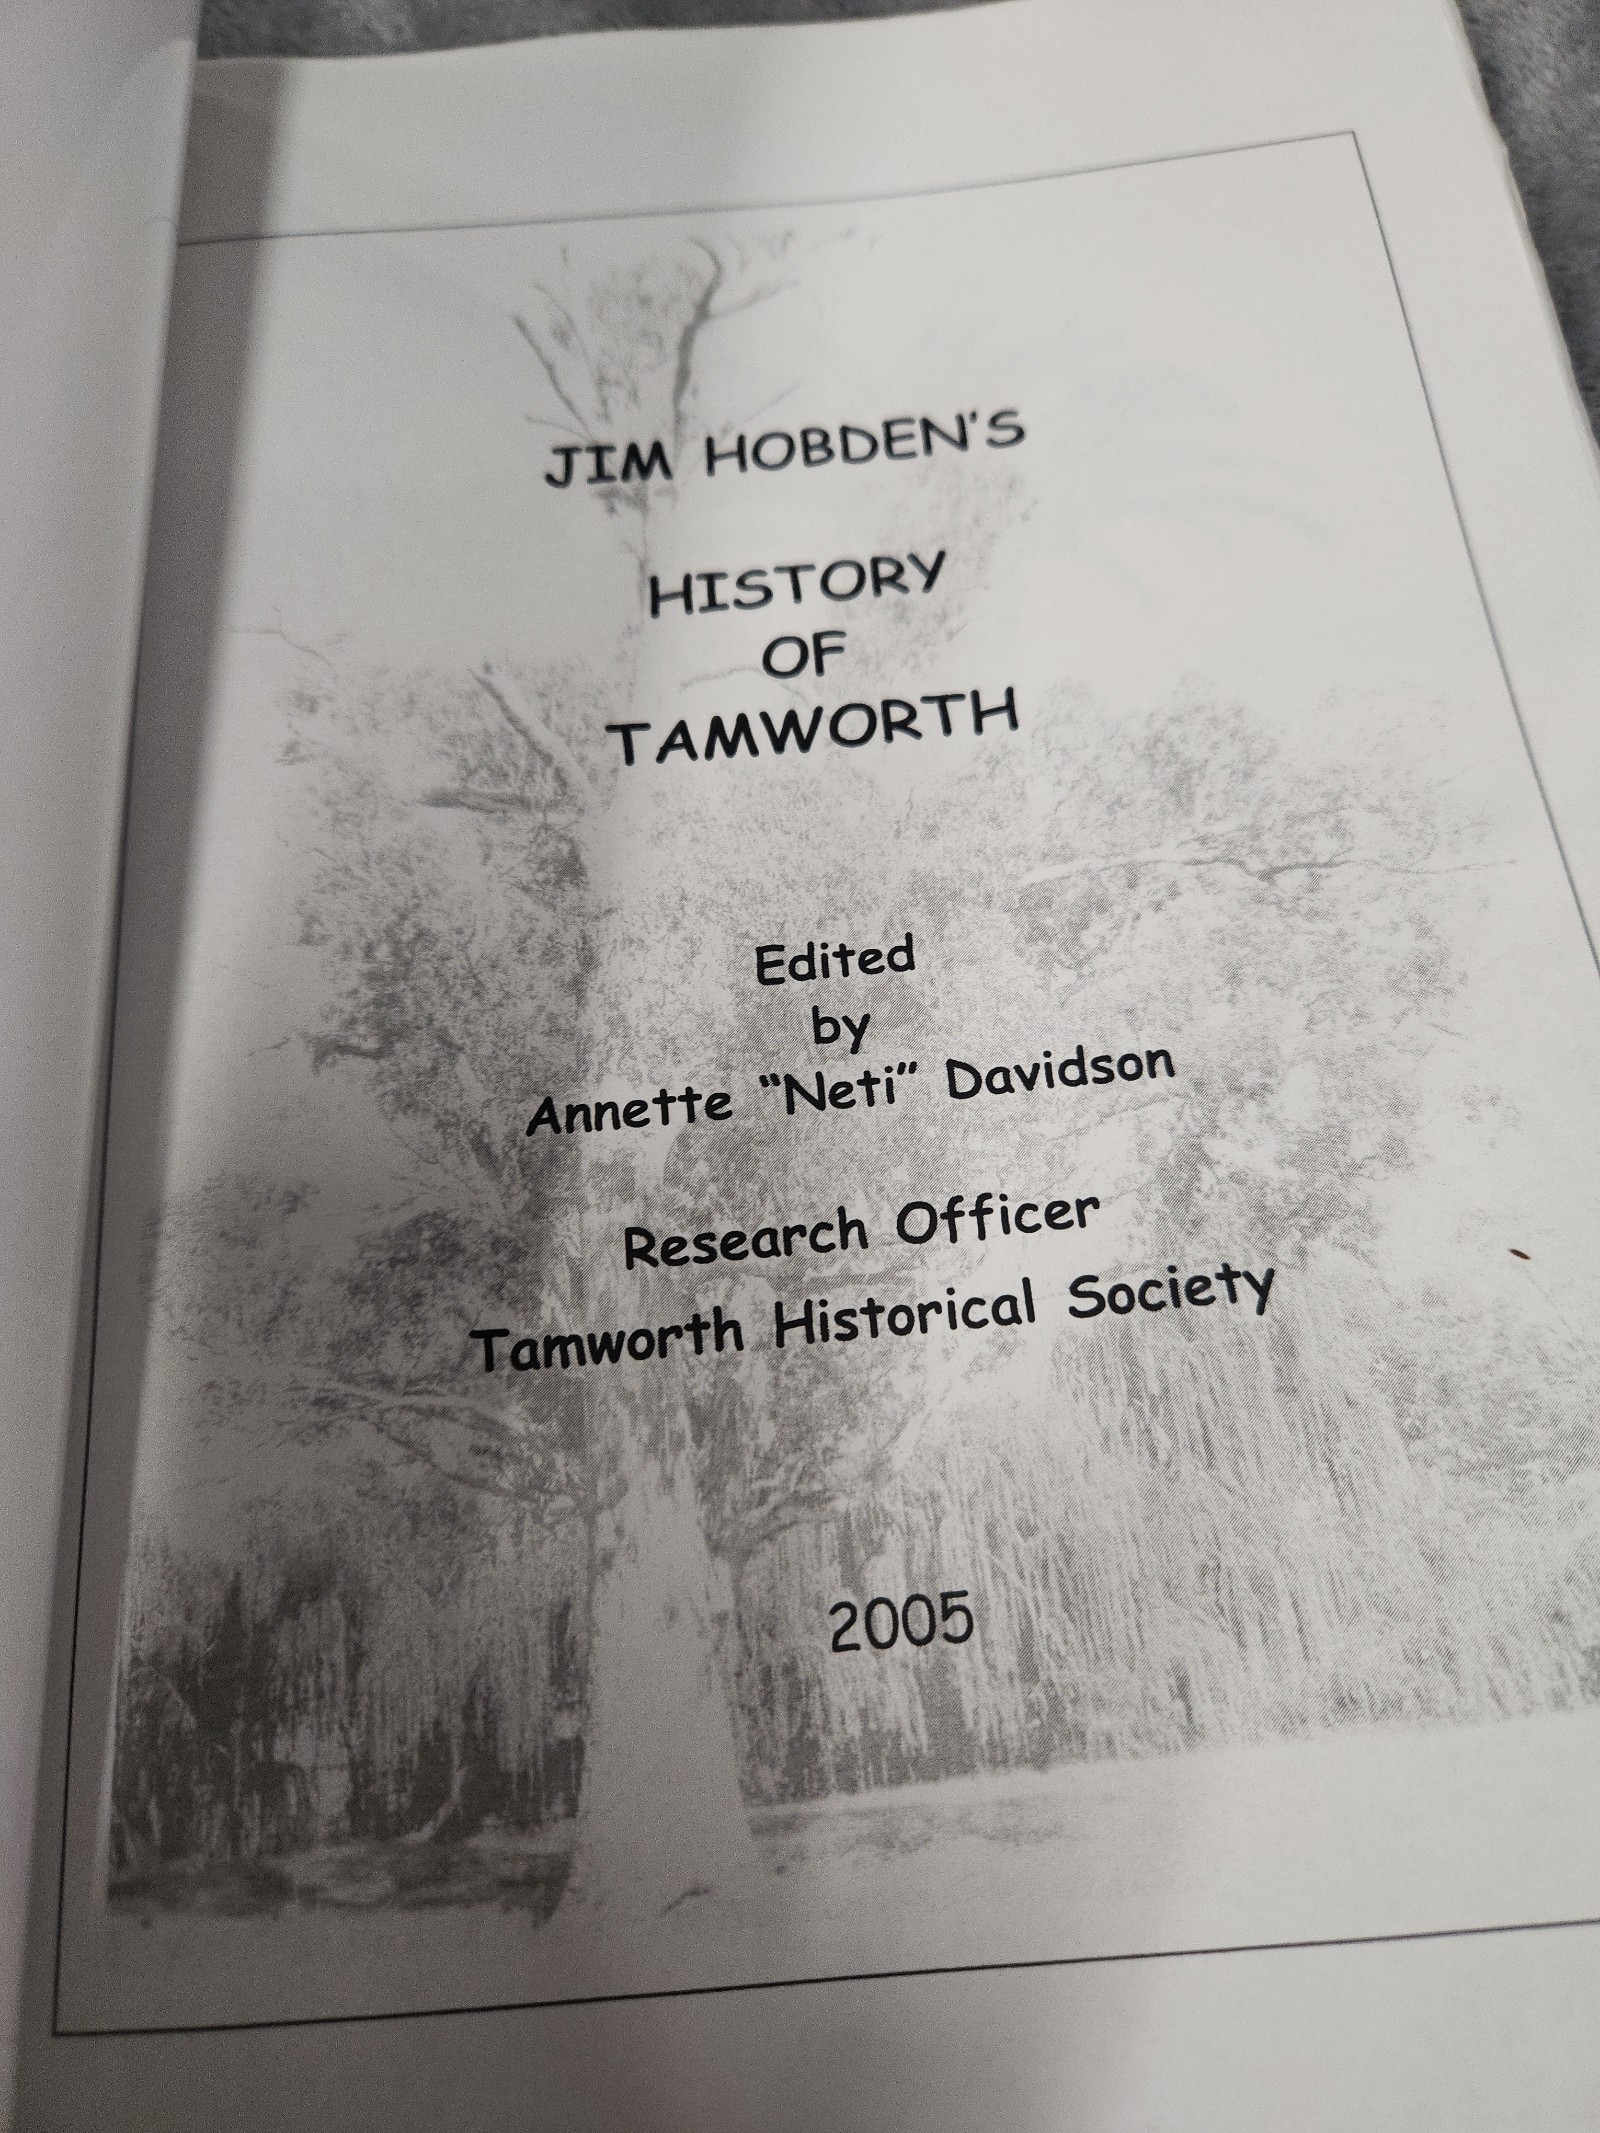 JIM HOBDEN'S
HISTORY
OF
TAMWORTH
Edited
by
Annette “Neti” Davidson
Research Officer
Tamworth Historical Society
2005